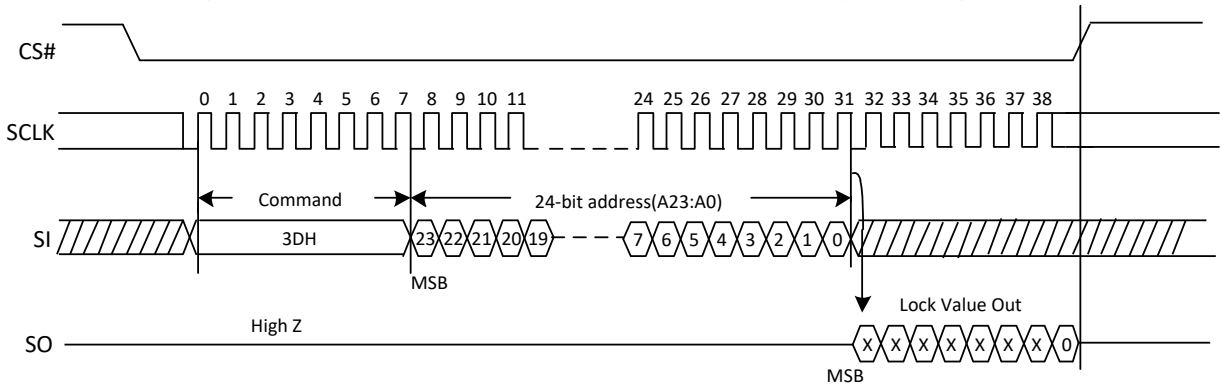 CS#
0 1 2 3 4 5 6 7 8 9 10 11 24 25 26 27 28 29 30 31 32 33 34 35 36 37 38
SCLK
Command 24-bit address(A23:A0)
SI 3DH 23 22 21 20 19 7 6 5 4 3 2 1 0
MSB
Lock Value Out
High Z
SO X X X X X X X 0
MSB